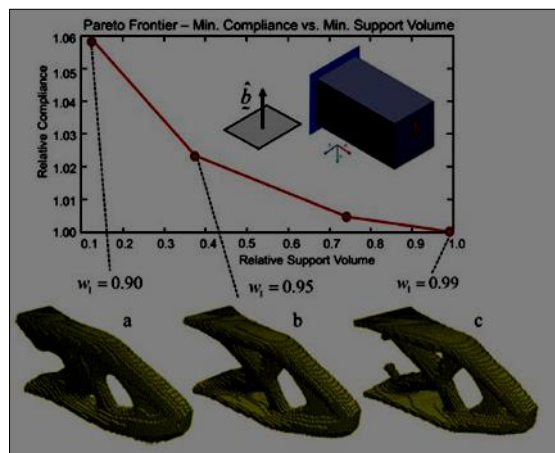 Pareto Frontier – Min. Compliance vs. Min. Support Volume
Relative Compliance
1.06
1.05
1.04
1.03
1.02
1.01
1.00
b̂
0.1
0.2
0.3
0.4
0.5
0.6
0.7
0.8
0.9
1.0
Relative Support Volume
w₁ = 0.90
w₁ = 0.95
w₁ = 0.99
a
b
c